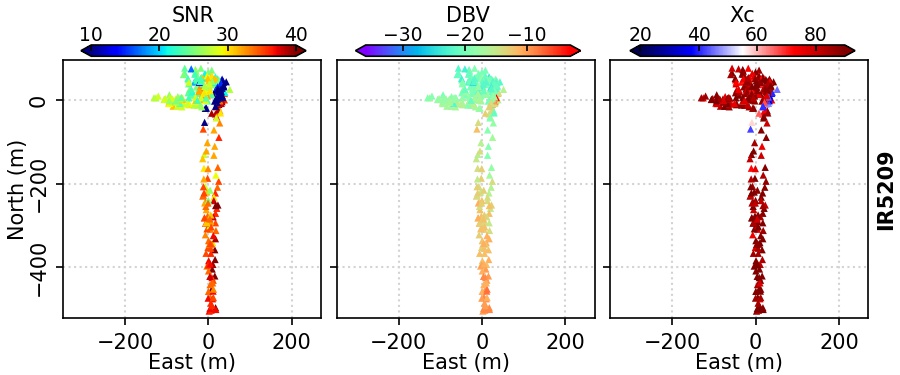 SNR DBV Xc
10 20 30 40 −30 −20 −10 20 40 60 80
North (m)
0
−200
−400
−200 0 200 −200 0 200 −200 0 200
East (m) East (m) East (m)
IR5209